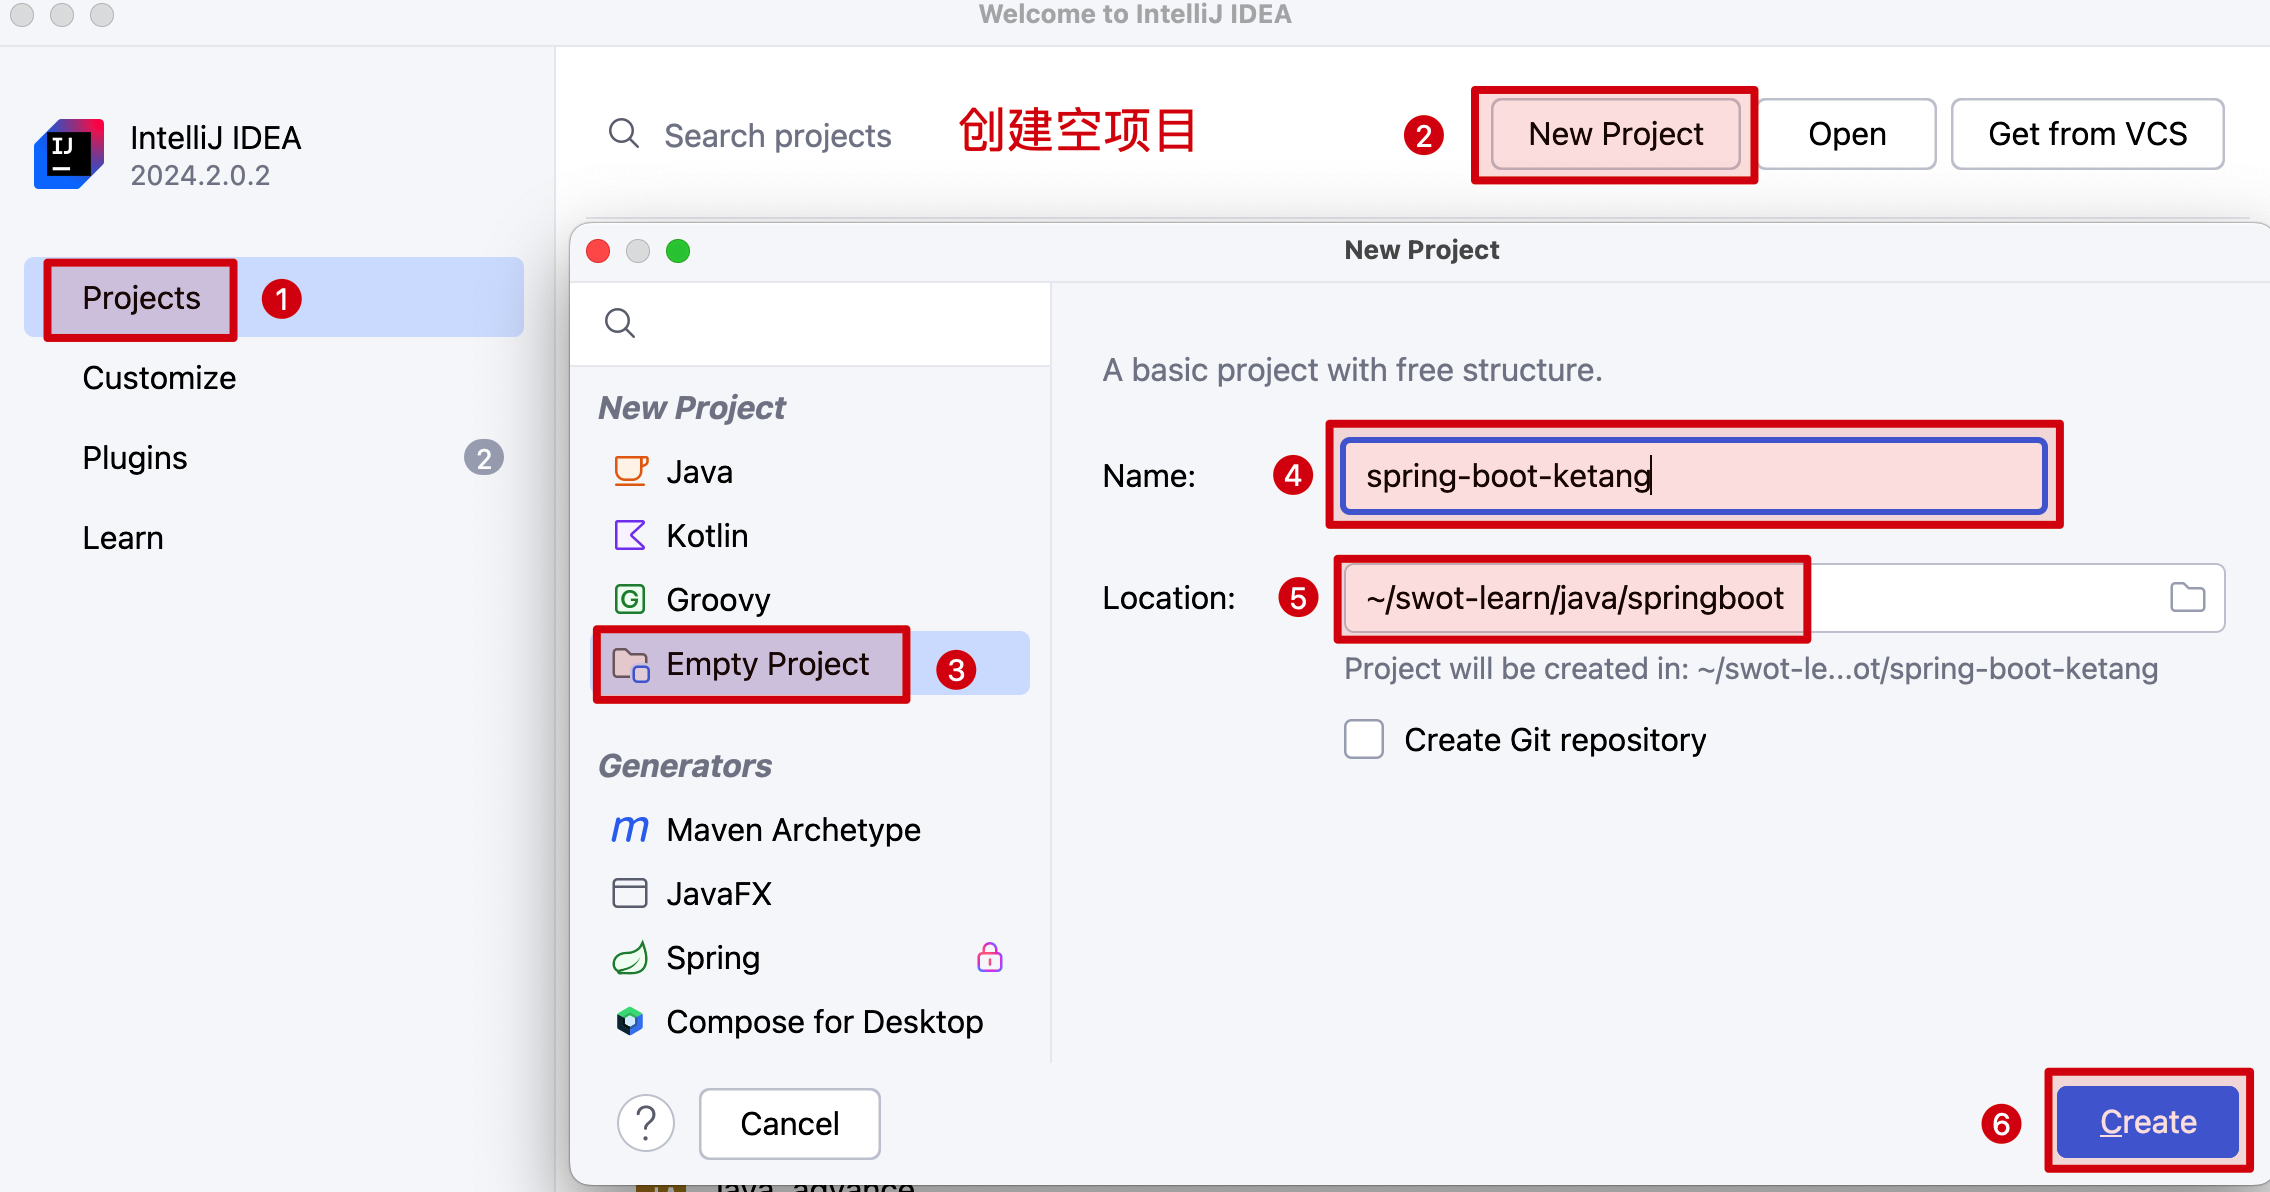 Welcome to IntelliJ IDEA
IJ
IntelliJ IDEA
2024.2.0.2
Search projects
创建空项目
2
New Project
Open
Get from VCS
Projects
1
Customize
Plugins
2
Learn
New Project
New Project
Java
Kotlin
G
Groovy
Empty Project
3
Generators
m
Maven Archetype
JavaFX
Spring
Compose for Desktop
A basic project with free structure.
Name:
4
spring-boot-ketang
Location:
5
~/swot-learn/java/springboot
Project will be created in: ~/swot-le...ot/spring-boot-ketang
Create Git repository
?
Cancel
6
Create
java_advance